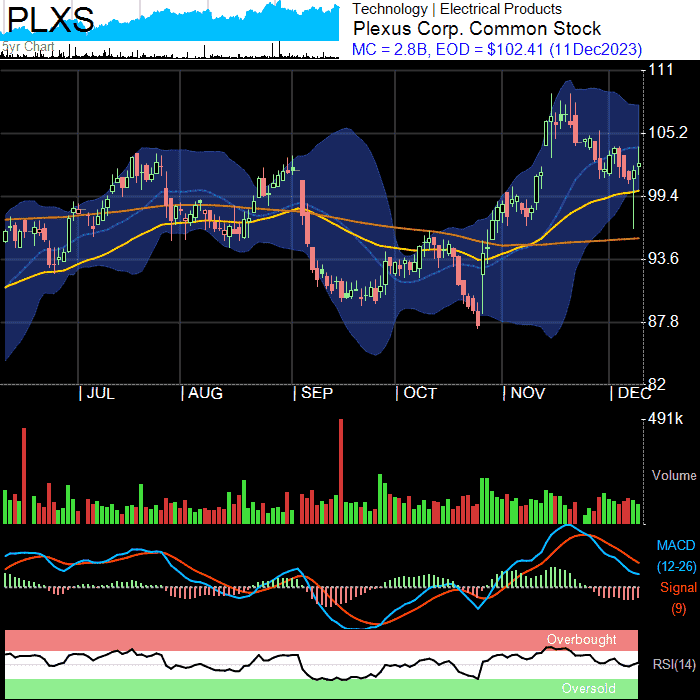 PLXS
5yr Chart
Technology | Electrical Products
Plexus Corp. Common Stock
MC = 2.8B, EOD = $102.41 (11Dec2023)
111
105.2
99.4
93.6
87.8
82
JUL
AUG
SEP
OCT
NOV
DEC
491k
Volume
MACD
(12-26)
Signal
(9)
Overbought
RSI(14)
Oversold